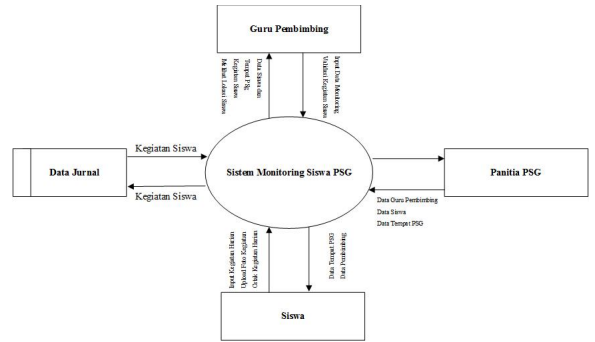 Guru Pembimbing
Melihat Lokasi Siswa
Kegiatan Siswa
Tempat PSg
Data Siswa dan
Input Data Monitoring
Validasi Kegiatan Siswa
Kegiatan Siswa
Data Jurnal
Sistem Monitoring Siswa PSG
Panitia PSG
Kegiatan Siswa
Data Guru Pembimbing
Data Siswa
Data Tempat PSG
Input Kegiatan Harian
Upload Foto Kegiatan
Cetak Kegiatan Harian
Data Tempat PSG
Data Pembimbing
Siswa